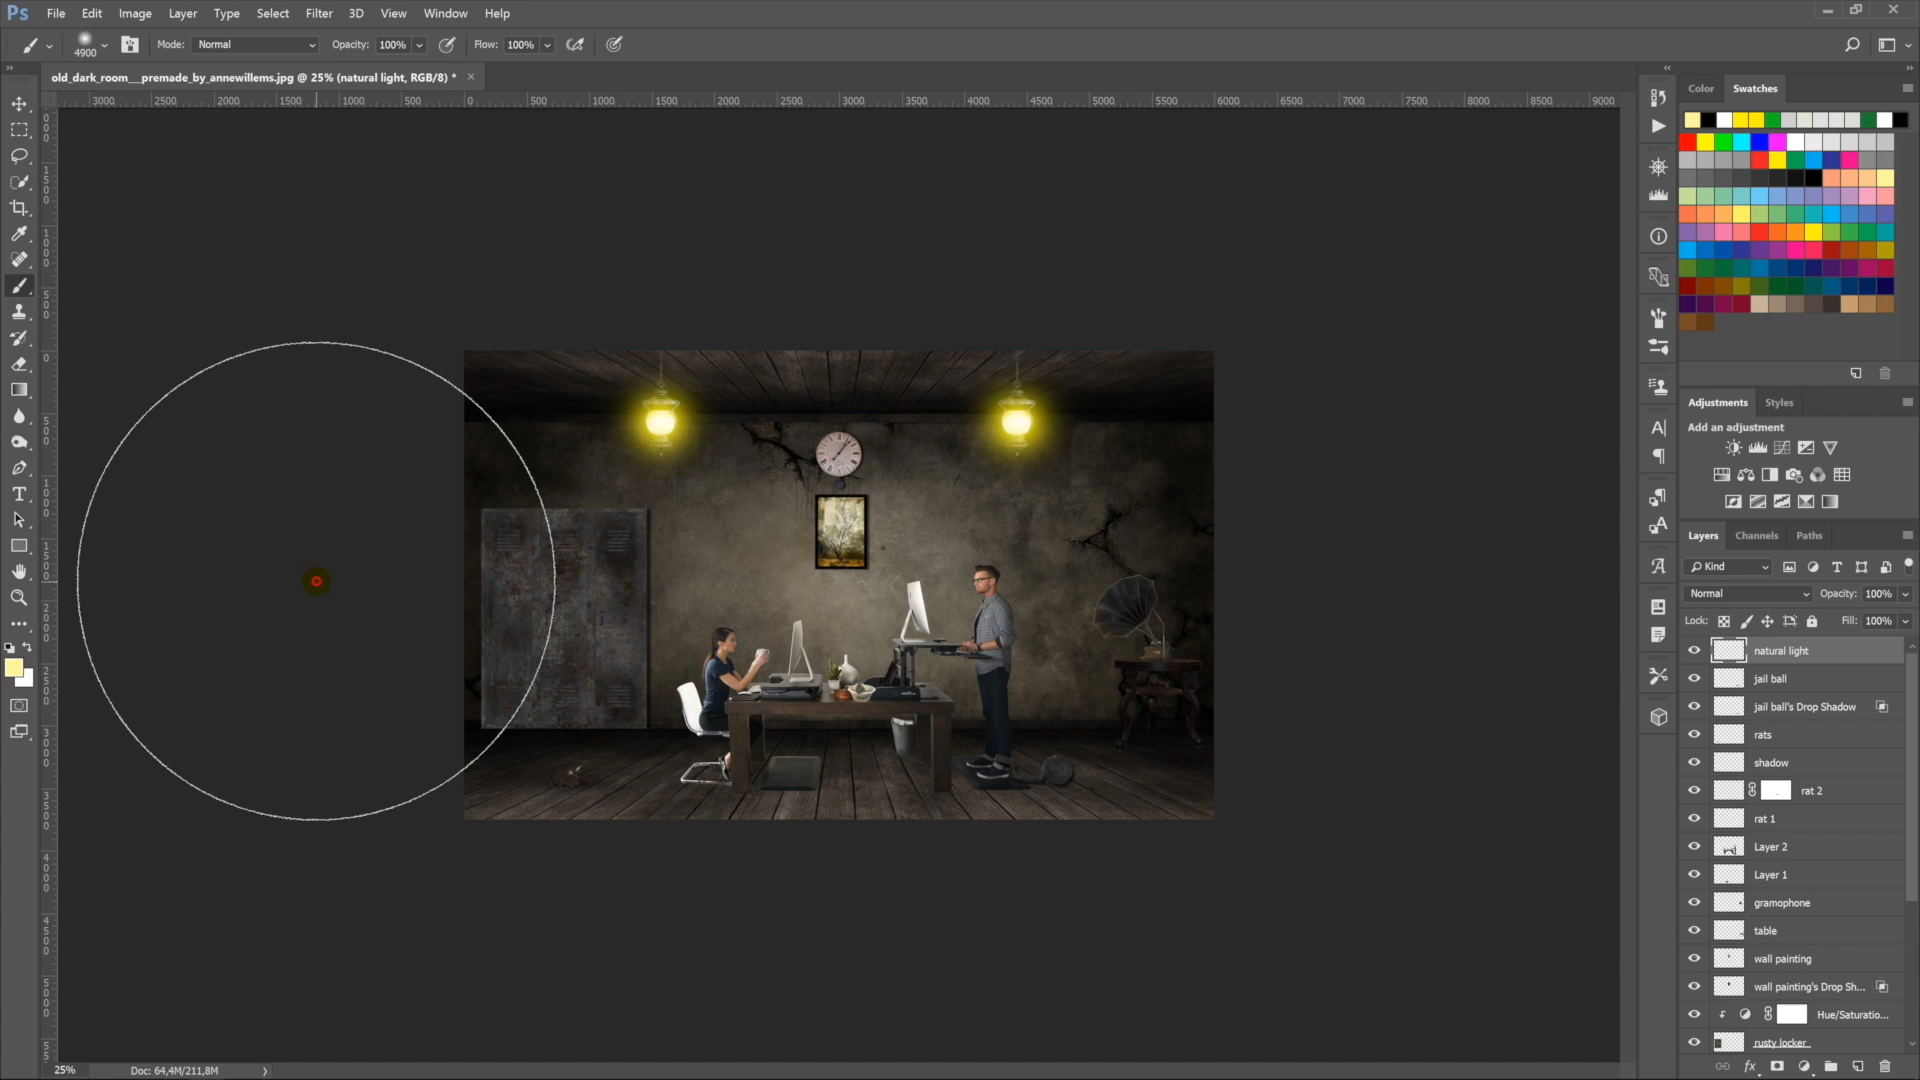 Ps File Edit Image Layer Type Select Filter 3D View Window Help
4900 Mode: Normal Opacity: 100% Flow: 100%
old_dark_room__premade_by_annewillems.jpg @ 25% (natural light, RGB/8) *
3000 2500 2000 1500 1000 500 0 500 1000 1500 2000 2500 3000 3500 4000 4500 5000 5500 6000 6500 7000 7500 8000 8500 9000
Color Swatches
Adjustments Styles
Add an adjustment
Layers Channels Paths
Kind
Normal Opacity: 100%
Lock: Fill: 100%
natural light
jail ball
jail ball's Drop Shadow
rats
shadow
rat 2
rat 1
Layer 2
Layer 1
gramophone
table
wall painting
wall painting's Drop Sh...
Hue/Saturatio...
rusty locker
25% Doc: 64,4M/211,8M